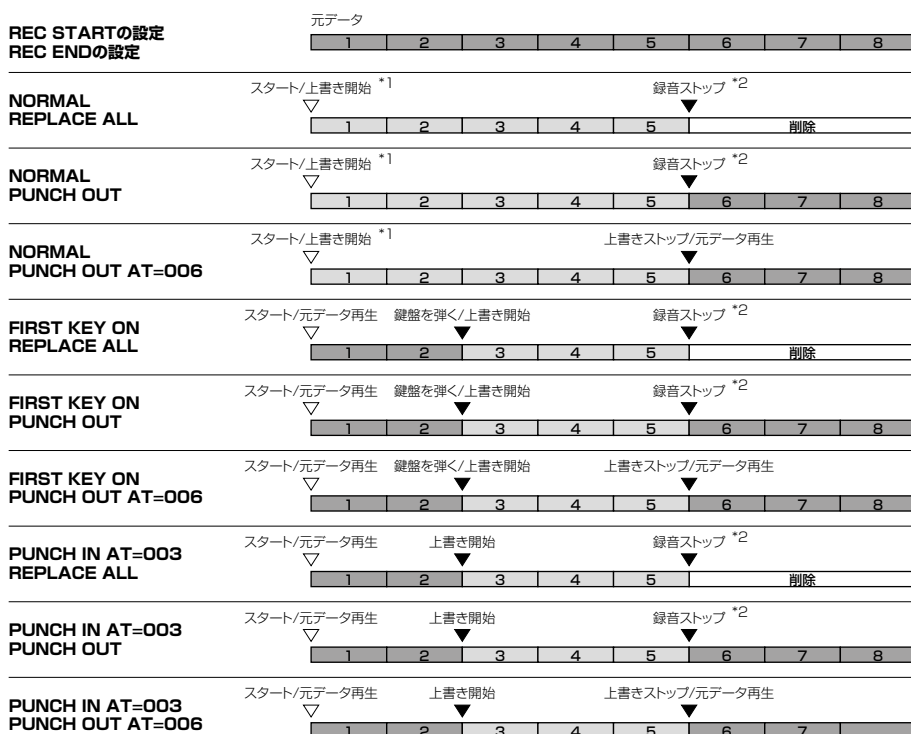 元データ
REC STARTの設定
REC ENDの設定
1 2 3 4 5 6 7 8
スタート/上書き開始 *1 録音ストップ *2
NORMAL
REPLACE ALL
1 2 3 4 5 削除
スタート/上書き開始 *1 録音ストップ *2
NORMAL
PUNCH OUT
1 2 3 4 5 6 7 8
スタート/上書き開始 *1 上書きストップ/元データ再生
NORMAL
PUNCH OUT AT=006
1 2 3 4 5 6 7 8
スタート/元データ再生 鍵盤を弾く/上書き開始 録音ストップ *2
FIRST KEY ON
REPLACE ALL
1 2 3 4 5 削除
スタート/元データ再生 鍵盤を弾く/上書き開始 録音ストップ *2
FIRST KEY ON
PUNCH OUT
1 2 3 4 5 6 7 8
スタート/元データ再生 鍵盤を弾く/上書き開始 上書きストップ/元データ再生
FIRST KEY ON
PUNCH OUT AT=006
1 2 3 4 5 6 7 8
スタート/元データ再生 上書き開始 録音ストップ *2
PUNCH IN AT=003
REPLACE ALL
1 2 3 4 5 削除
スタート/元データ再生 上書き開始 録音ストップ *2
PUNCH IN AT=003
PUNCH OUT
1 2 3 4 5 6 7 8
スタート/元データ再生 上書き開始 上書きストップ/元データ再生
PUNCH IN AT=003
PUNCH OUT AT=006
1 2 3 4 5 6 7